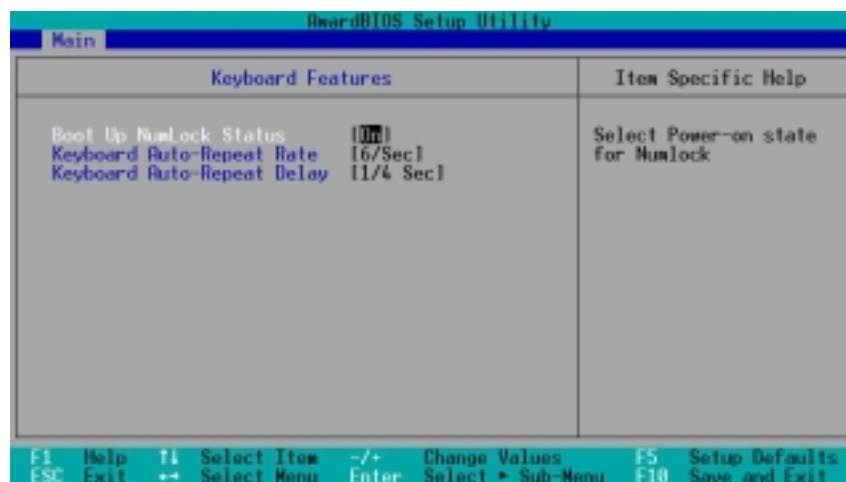 AwardBIOS Setup Utility
Main
Keyboard Features
Item Specific Help
Boot Up NumLock Status [On]
Keyboard Auto-Repeat Rate [6/Sec]
Keyboard Auto-Repeat Delay [1/4 Sec]
Select Power-on state
for Numlock
F1 Help ↑↓ Select Item -/+ Change Values F5 Setup Defaults
ESC Exit ←→ Select Menu Enter Select ▸ Sub-Menu F10 Save and Exit